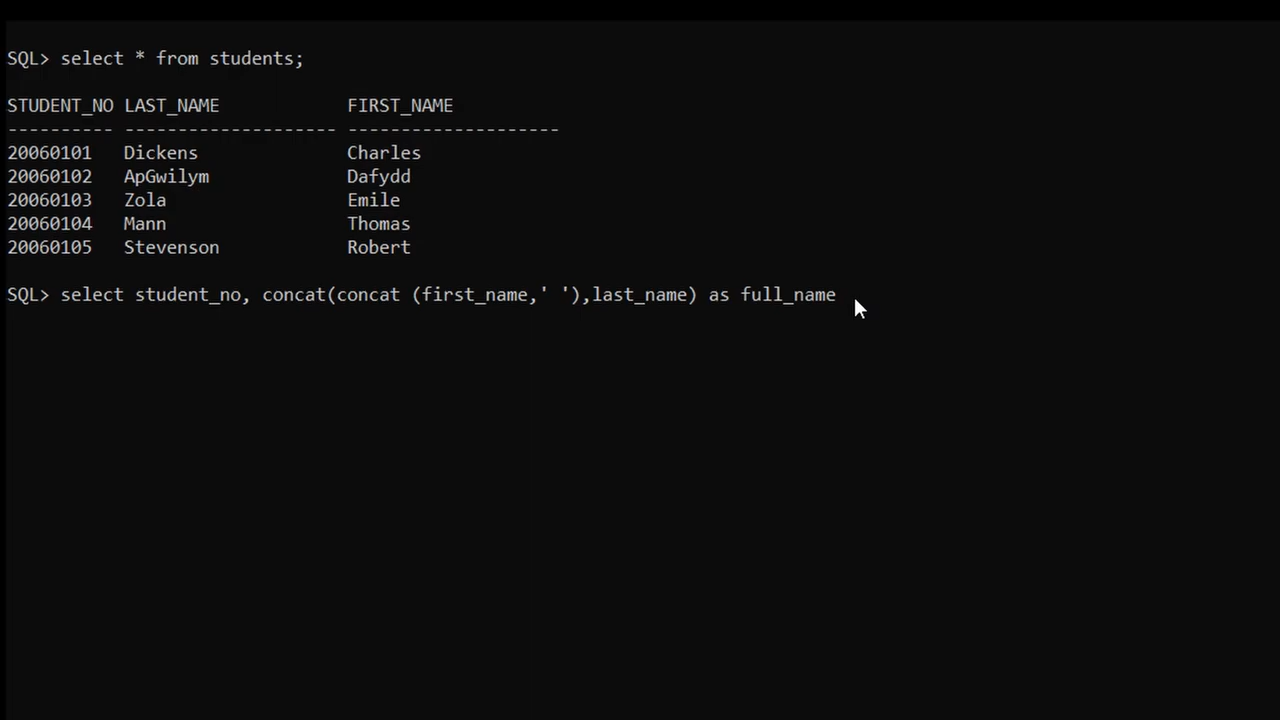 SQL> select * from students;
STUDENT_NO LAST_NAME            FIRST_NAME
---------- -------------------- --------------------
20060101   Dickens              Charles
20060102   ApGwilym             Dafydd
20060103   Zola                 Emile
20060104   Mann                 Thomas
20060105   Stevenson            Robert
SQL> select student_no, concat(concat (first_name,' '),last_name) as full_name